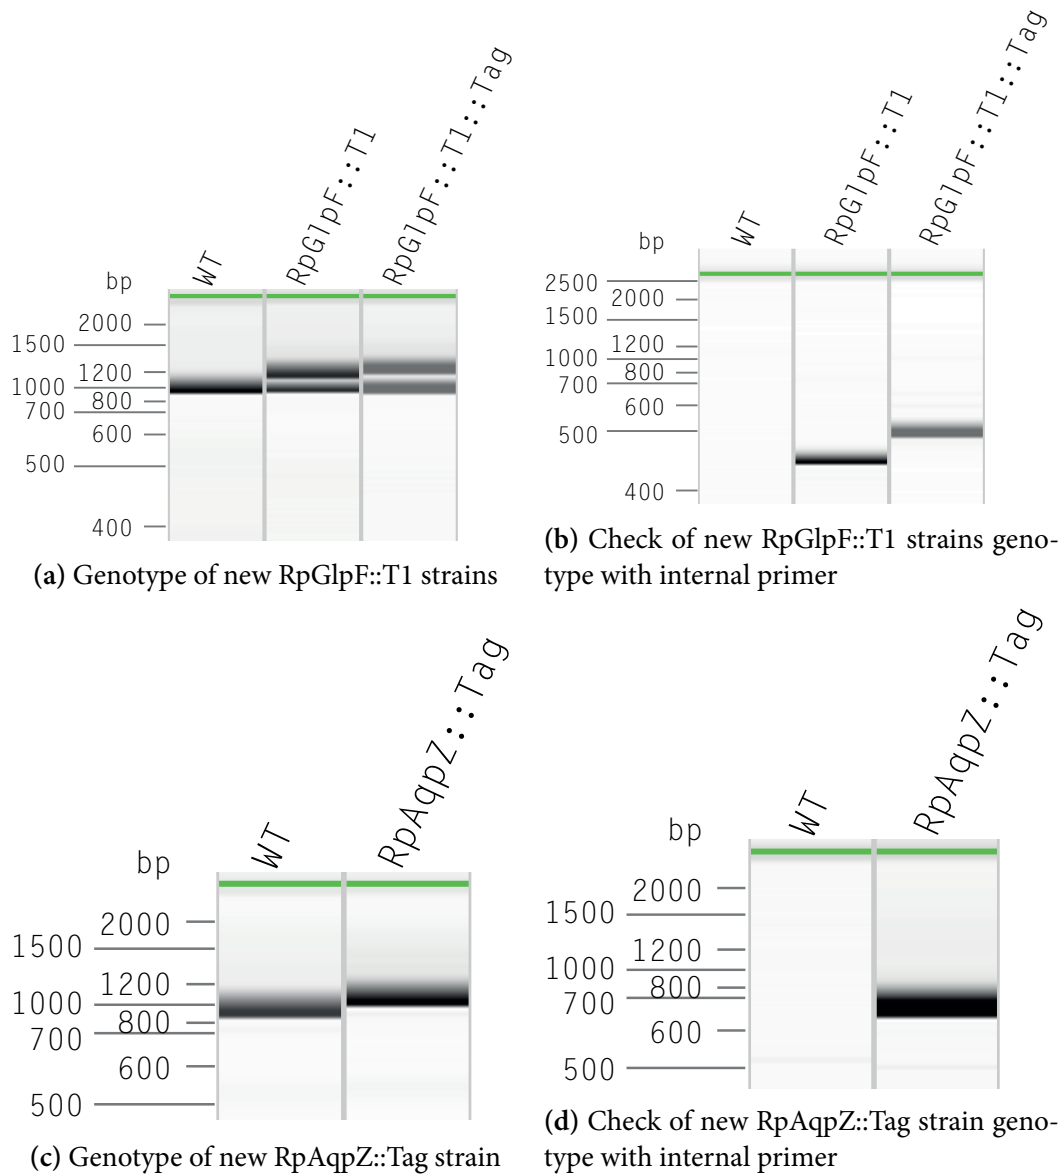 WT
RpGlpF::T1
RpGlpF::T1::Tag
bp
2000
1500
1200
1000
800
700
600
500
400
(a) Genotype of new RpGlpF::T1 strains
WT
RpGlpF::T1
RpGlpF::T1::Tag
bp
2500
2000
1500
1200
1000
800
700
600
500
400
(b) Check of new RpGlpF::T1 strains geno-
type with internal primer
WT
RpAqpZ::Tag
bp
2000
1500
1200
1000
800
700
600
500
(c) Genotype of new RpAqpZ::Tag strain
WT
RpAqpZ::Tag
bp
2000
1500
1200
1000
800
700
600
500
(d) Check of new RpAqpZ::Tag strain geno-
type with internal primer